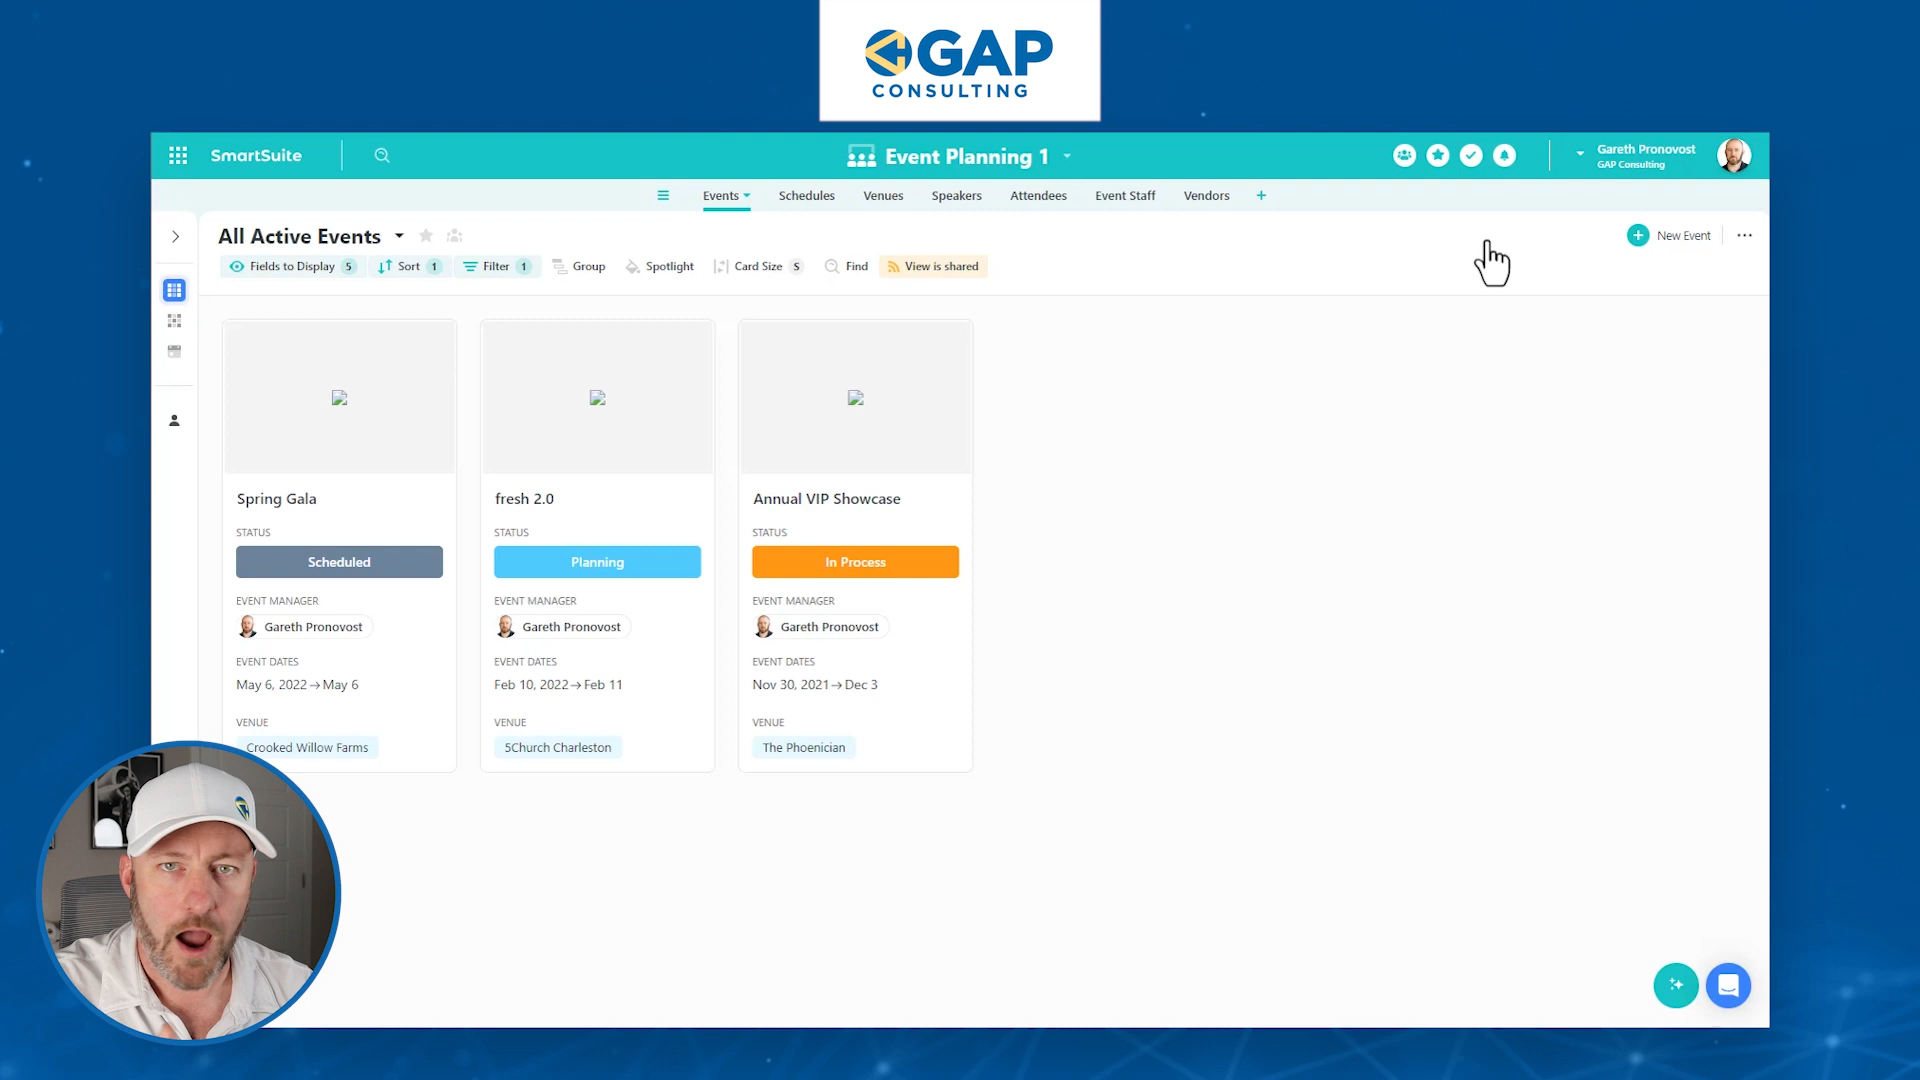 GAP
CONSULTING
SmartSuite
Event Planning 1
Gareth Pronovost
GAP Consulting
Events
Schedules
Venues
Speakers
Attendees
Event Staff
Vendors
+
All Active Events
New Event
Fields to Display 5
Sort 1
Filter 1
Group
Spotlight
Card Size S
Find
View is shared
Spring Gala
STATUS
Scheduled
EVENT MANAGER
Gareth Pronovost
EVENT DATES
May 6, 2022→May 6
VENUE
Crooked Willow Farms
fresh 2.0
STATUS
Planning
EVENT MANAGER
Gareth Pronovost
EVENT DATES
Feb 10, 2022→Feb 11
VENUE
5Church Charleston
Annual VIP Showcase
STATUS
In Process
EVENT MANAGER
Gareth Pronovost
EVENT DATES
Nov 30, 2021→Dec 3
VENUE
The Phoenician